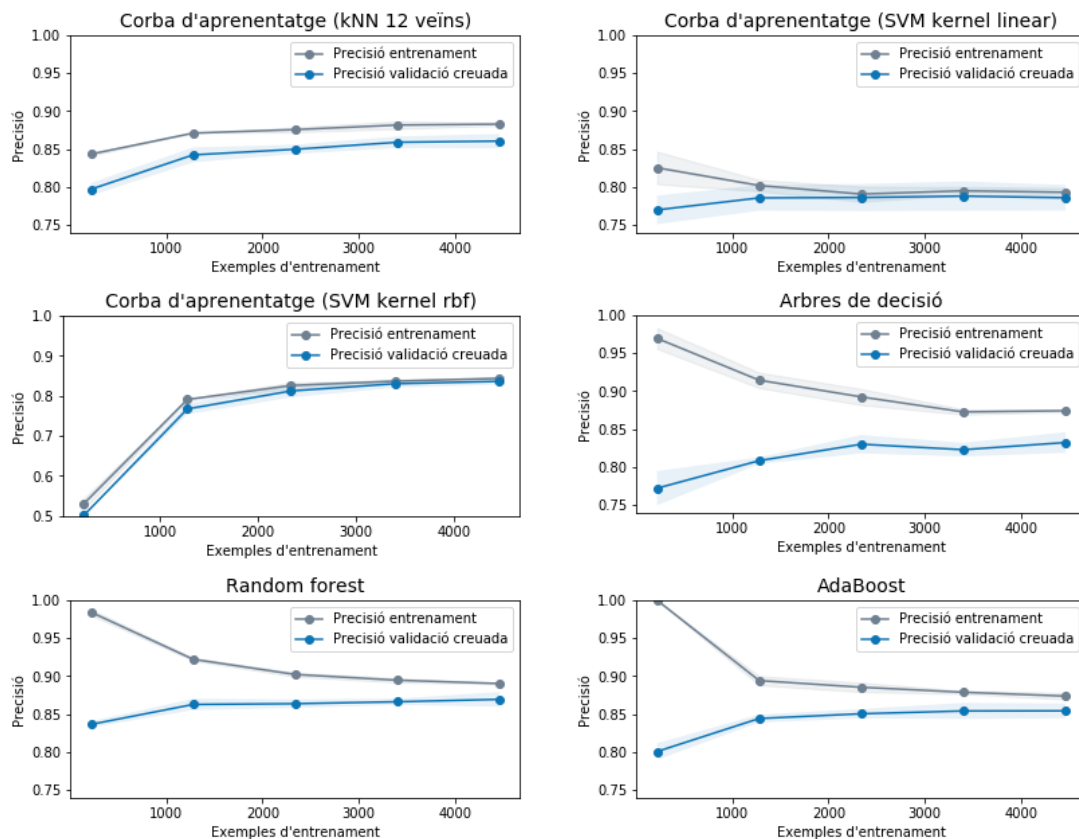 Corba d'aprenentatge (kNN 12 veïns)
1.00
0.95
0.90
0.85
0.80
0.75
Precisió
Precisió entrenament
Precisió validació creuada
1000 2000 3000 4000
Exemples d'entrenament
Corba d'aprenentatge (SVM kernel linear)
1.00
0.95
0.90
0.85
0.80
0.75
Precisió
Precisió entrenament
Precisió validació creuada
1000 2000 3000 4000
Exemples d'entrenament
Corba d'aprenentatge (SVM kernel rbf)
1.0
0.9
0.8
0.7
0.6
0.5
Precisió
Precisió entrenament
Precisió validació creuada
1000 2000 3000 4000
Exemples d'entrenament
Arbres de decisió
1.00
0.95
0.90
0.85
0.80
0.75
Precisió
Precisió entrenament
Precisió validació creuada
1000 2000 3000 4000
Exemples d'entrenament
Random forest
1.00
0.95
0.90
0.85
0.80
0.75
Precisió
Precisió entrenament
Precisió validació creuada
1000 2000 3000 4000
Exemples d'entrenament
AdaBoost
1.00
0.95
0.90
0.85
0.80
0.75
Precisió
Precisió entrenament
Precisió validació creuada
1000 2000 3000 4000
Exemples d'entrenament